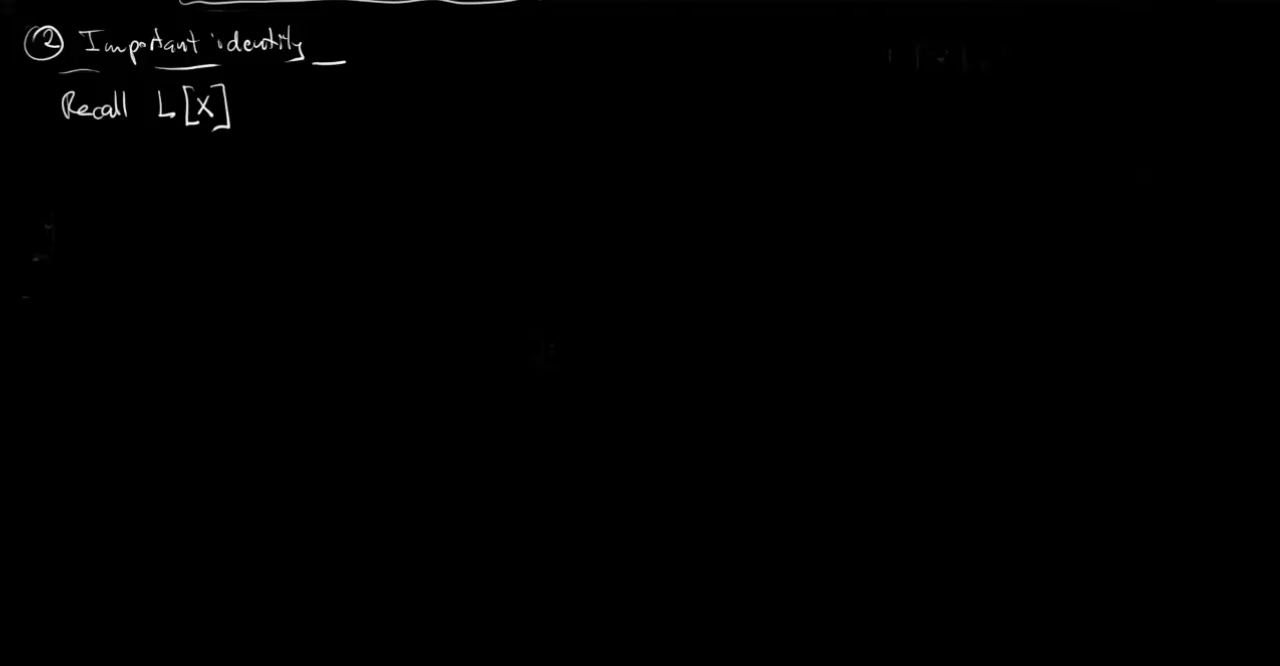 ② Important identity
Recall L[X]